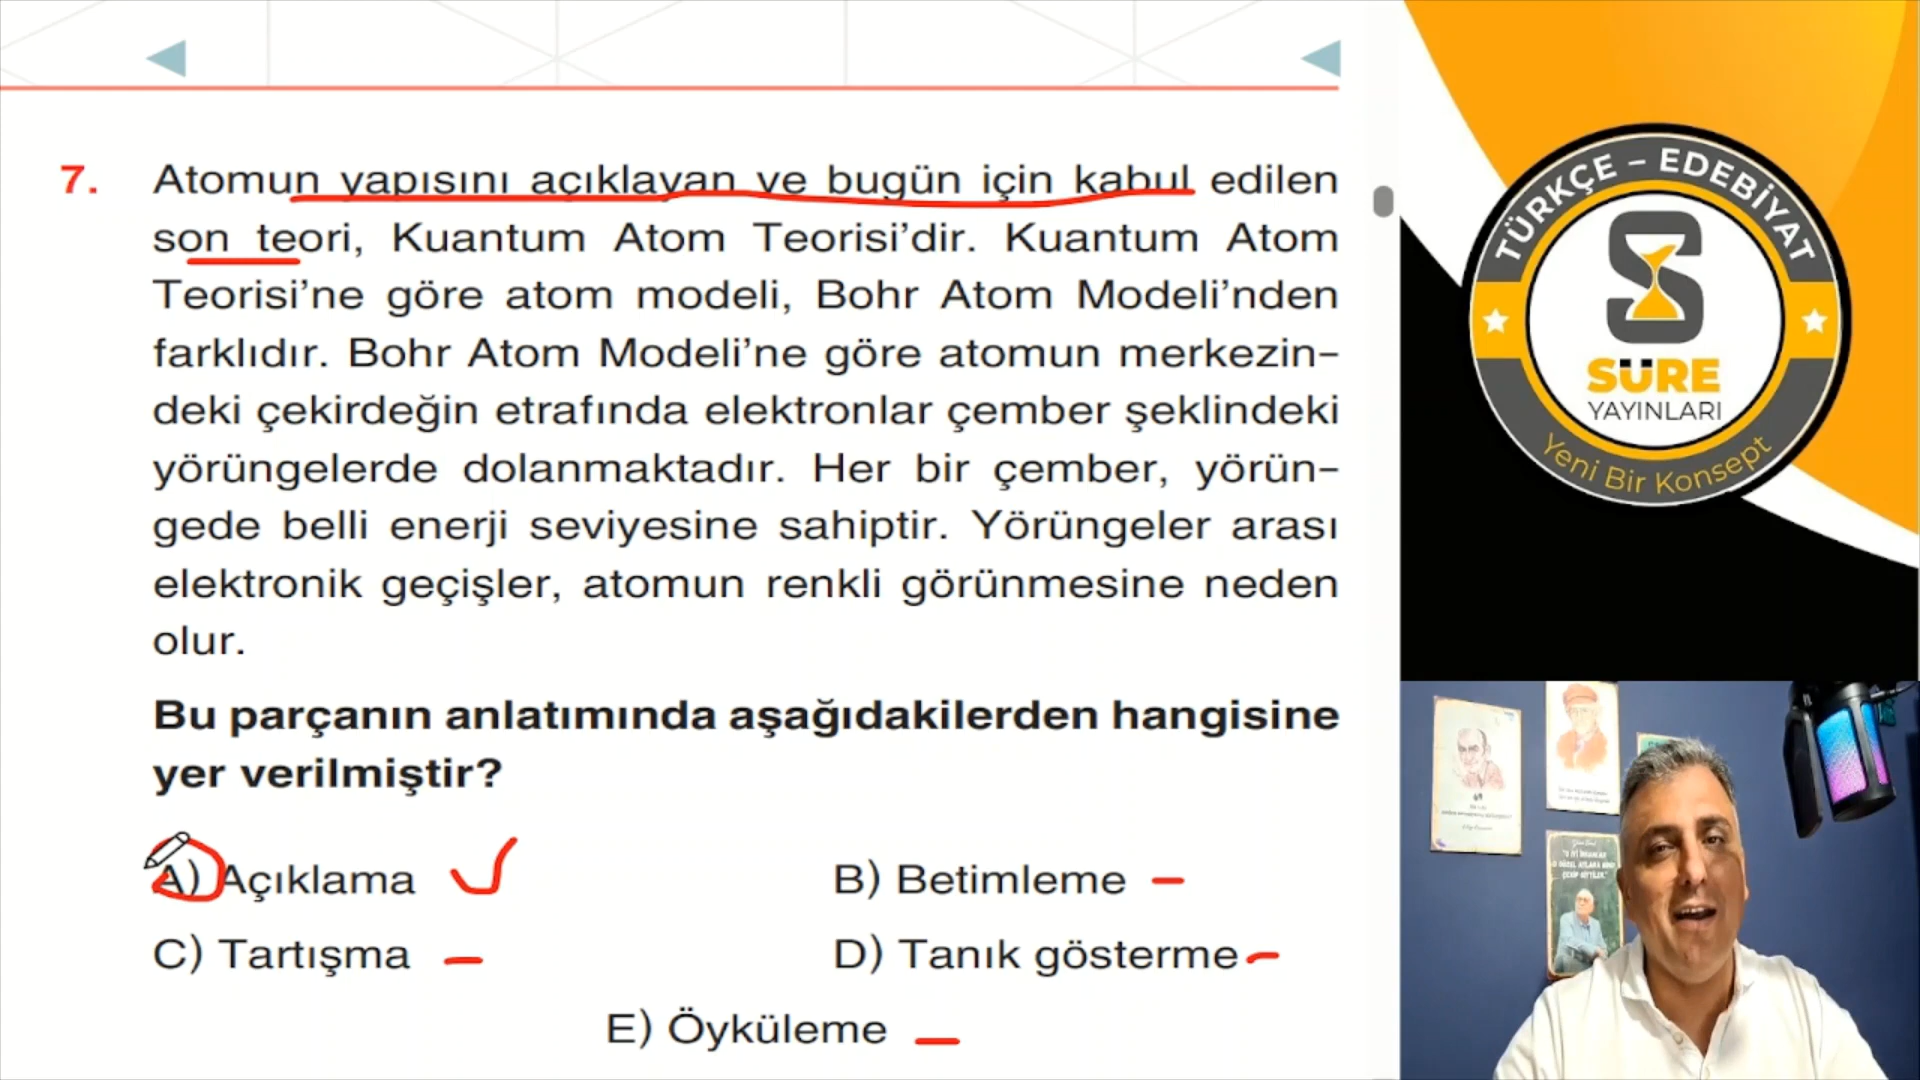 7. Atomun yapısını açıklayan ve bugün için kabul edilen
son teori, Kuantum Atom Teorisi’dir. Kuantum Atom
Teorisi’ne göre atom modeli, Bohr Atom Modeli’nden
farklıdır. Bohr Atom Modeli’ne göre atomun merkezin-
deki çekirdeğin etrafında elektronlar çember şeklindeki
yörüngelerde dolanmaktadır. Her bir çember, yörün-
gede belli enerji seviyesine sahiptir. Yörüngeler arası
elektronik geçişler, atomun renkli görünmesine neden
olur.
Bu parçanın anlatımında aşağıdakilerden hangisine
yer verilmiştir?
A) Açıklama
B) Betimleme
C) Tartışma
D) Tanık gösterme
E) Öyküleme
TÜRKÇE – EDEBİYAT
SÜRE
YAYINLARI
Yeni Bir Konsept